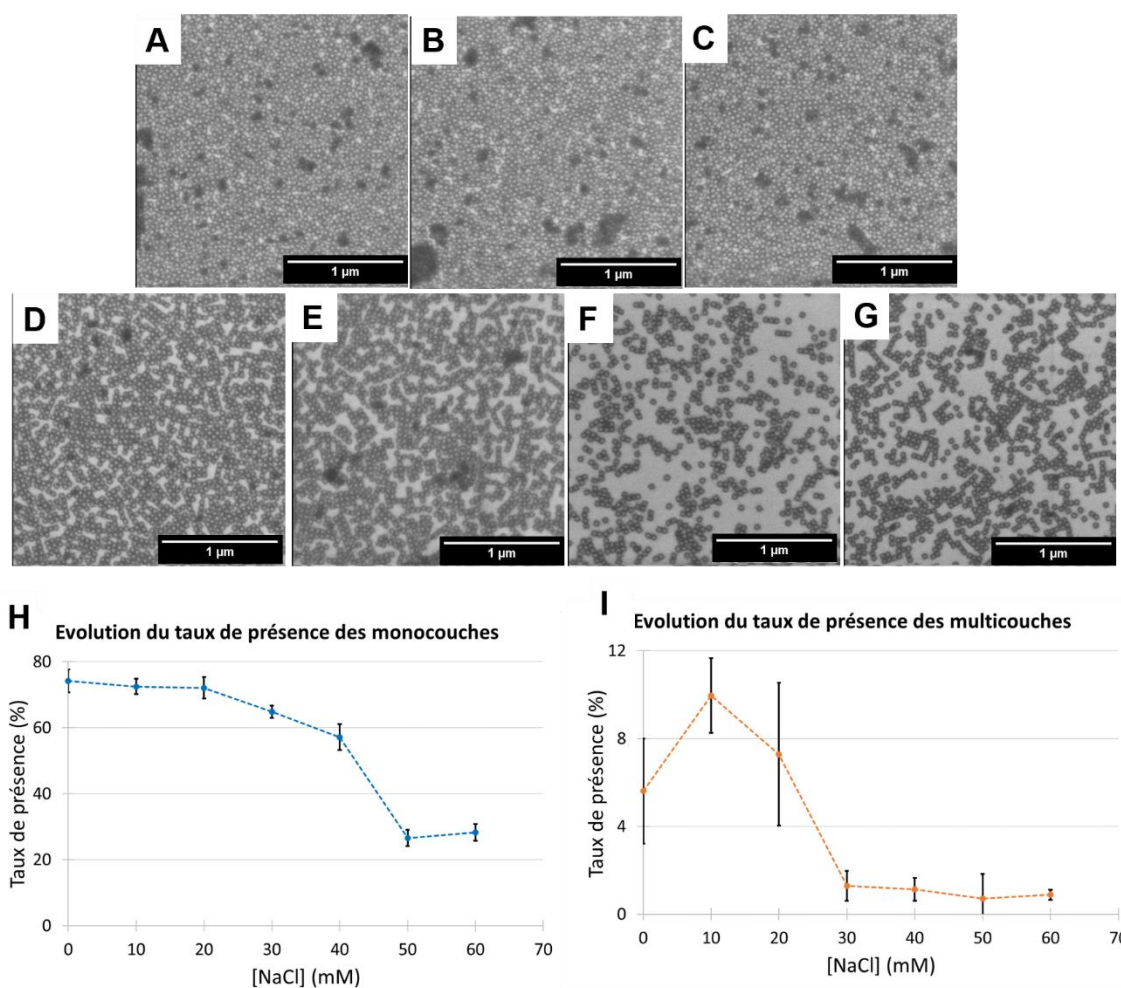 A
B
C
1 µm
1 µm
1 µm
D
E
F
G
1 µm
1 µm
1 µm
1 µm
H
Evolution du taux de présence des monocouches
Taux de présence (%)
80
60
40
20
0
0 10 20 30 40 50 60 70
[NaCl] (mM)
I
Evolution du taux de présence des multicouches
Taux de présence (%)
12
8
4
0
0 10 20 30 40 50 60 70
[NaCl] (mM)